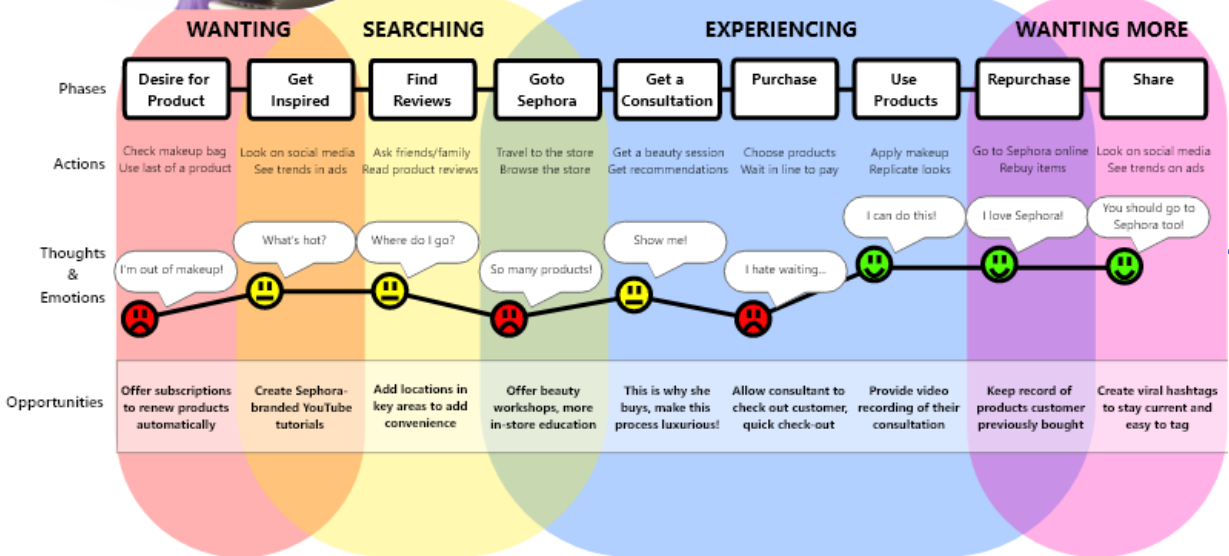 WANTING
SEARCHING
EXPERIENCING
WANTING MORE
Phases
Desire for
Product
Get
Inspired
Find
Reviews
Goto
Sephora
Get a
Consultation
Purchase
Use
Products
Repurchase
Share
Actions
Check makeup bag
Use last of a product
Look on social media
See trends in ads
Ask friends/family
Read product reviews
Travel to the store
Browse the store
Get a beauty session
Get recommendations
Choose products
Wait in line to pay
Apply makeup
Replicate looks
Go to Sephora online
Rebuy items
Look on social media
See trends on ads
Thoughts
&
Emotions
I'm out of makeup!
What's hot?
Where do I go?
So many products!
Show me!
I hate waiting...
I can do this!
I love Sephora!
You should go to
Sephora too!
Opportunities
Offer subscriptions
to renew products
automatically
Create Sephora-
branded YouTube
tutorials
Add locations in
key areas to add
convenience
Offer beauty
workshops, more
in-store education
This is why she
buys, make this
process luxurious!
Allow consultant to
check out customer,
quick check-out
Provide video
recording of their
consultation
Keep record of
products customer
previously bought
Create viral hashtags
to stay current and
easy to tag